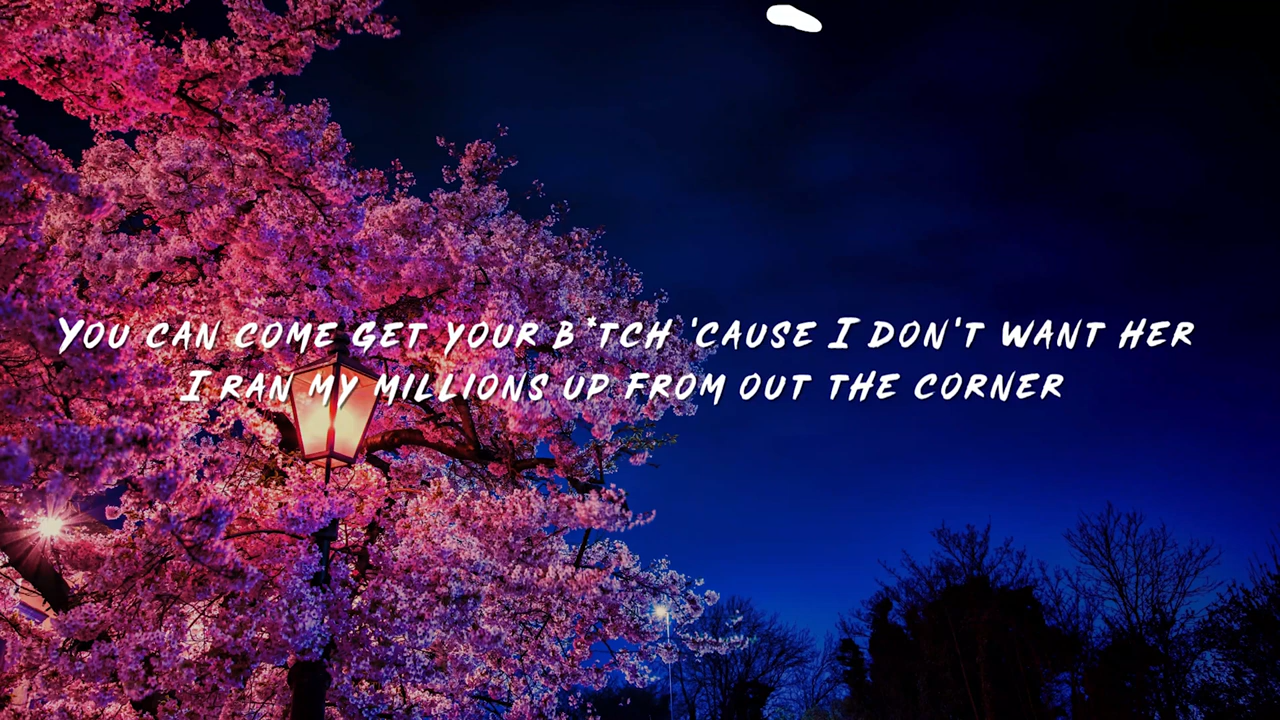 You can come get your b*tch 'cause I don't want her
I ran my millions up from out the corner